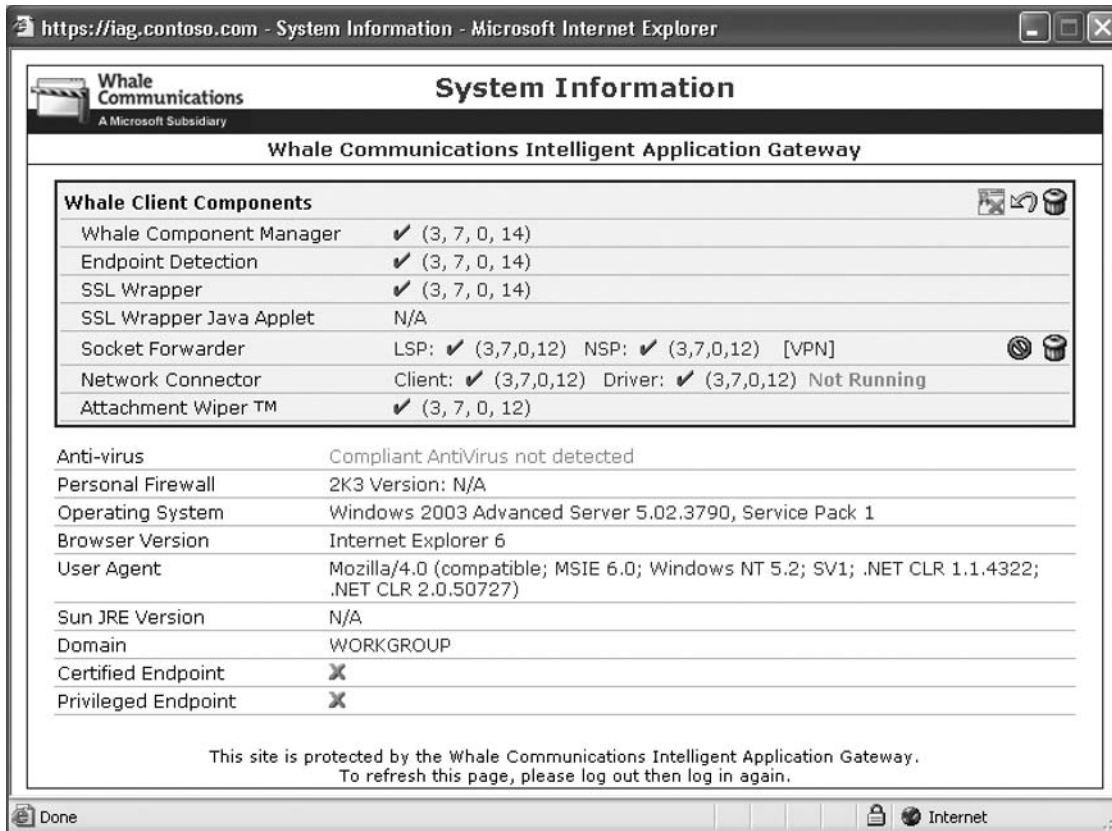 https://iag.contoso.com - System Information - Microsoft Internet Explorer
Whale
Communications
A Microsoft Subsidiary
System Information
Whale Communications Intelligent Application Gateway
Whale Client Components
Whale Component Manager ✔ (3, 7, 0, 14)
Endpoint Detection ✔ (3, 7, 0, 14)
SSL Wrapper ✔ (3, 7, 0, 14)
SSL Wrapper Java Applet N/A
Socket Forwarder LSP: ✔ (3,7,0,12) NSP: ✔ (3,7,0,12) [VPN]
Network Connector Client: ✔ (3,7,0,12) Driver: ✔ (3,7,0,12) Not Running
Attachment Wiper ™ ✔ (3, 7, 0, 12)
Anti-virus Compliant AntiVirus not detected
Personal Firewall 2K3 Version: N/A
Operating System Windows 2003 Advanced Server 5.02.3790, Service Pack 1
Browser Version Internet Explorer 6
User Agent Mozilla/4.0 (compatible; MSIE 6.0; Windows NT 5.2; SV1; .NET CLR 1.1.4322;
.NET CLR 2.0.50727)
Sun JRE Version N/A
Domain WORKGROUP
Certified Endpoint ✘
Privileged Endpoint ✘
This site is protected by the Whale Communications Intelligent Application Gateway.
To refresh this page, please log out then log in again.
Done Internet